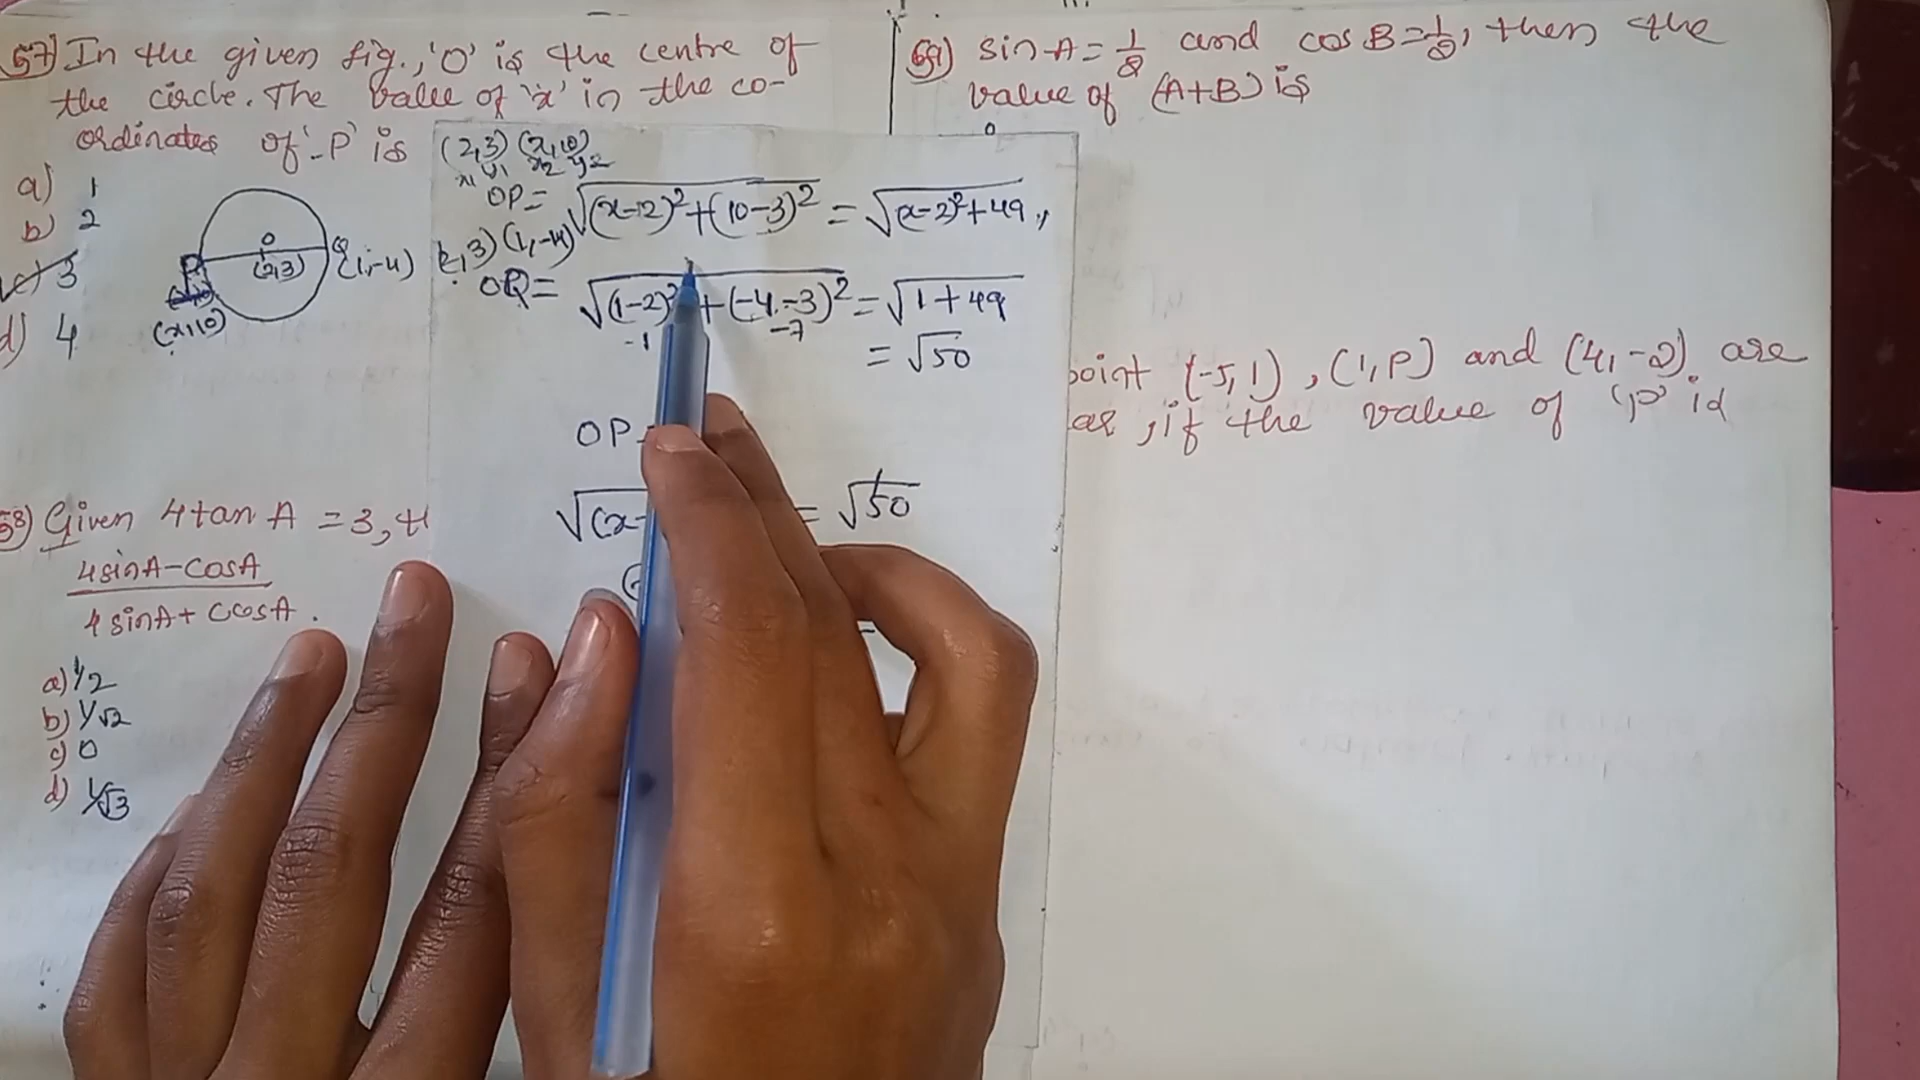 57) In the given fig., 'O' is the centre of
the circle. The value of 'x' in the co-
ordinates of 'P' is
a) 1
b) 2
c) 3
d) 4
O
(2,3)
Q(1,-4)
P
(x,10)
(2,3) (x,10)
x1 y1 x2 y2
OP = √(x-2)²+(10-3)² = √(x-2)²+49
(2,3) (1,-4)
OQ = √(1-2)²+(-4-3)² = √1+49
-1 -7
= √50
OP
√(x- = √50
58) Given 4tan A = 3, t
4sinA-cosA
4sinA+cosA.
a) 1/2
b) 1/√2
c) 0
d) 1/√3
59) sin A = 1/2 and cos B = 1/2, then the
value of (A+B) is
point (-5,1), (1,P) and (4,-2) are
ar, if the value of 'p' is